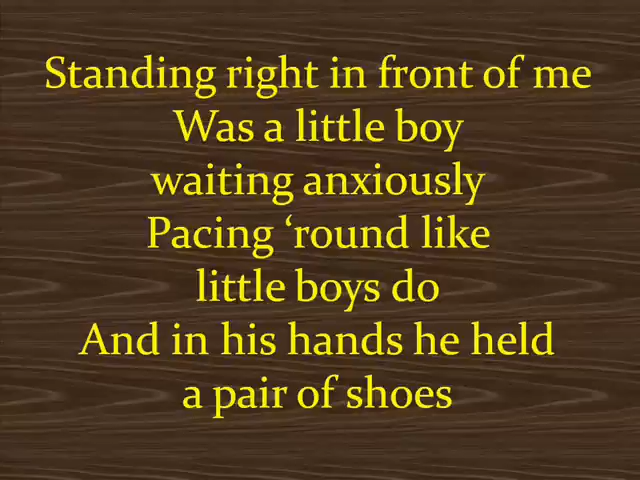 Standing right in front of me
Was a little boy
waiting anxiously
Pacing ‘round like
little boys do
And in his hands he held
a pair of shoes